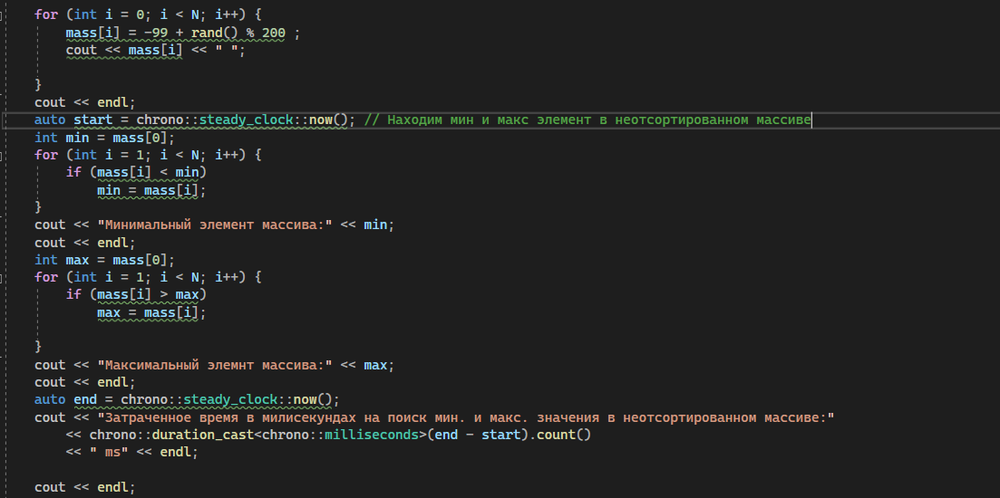 for (int i = 0; i < N; i++) {
mass[i] = -99 + rand() % 200 ;
cout << mass[i] << " ";
}
cout << endl;
auto start = chrono::steady_clock::now(); // Находим мин и макс элемент в неотсортированном массиве
int min = mass[0];
for (int i = 1; i < N; i++) {
if (mass[i] < min)
min = mass[i];
}
cout << "Минимальный элемент массива:" << min;
cout << endl;
int max = mass[0];
for (int i = 1; i < N; i++) {
if (mass[i] > max)
max = mass[i];
}
cout << "Максимальный элемнт массива:" << max;
cout << endl;
auto end = chrono::steady_clock::now();
cout << "Затраченное время в милисекундах на поиск мин. и макс. значения в неотсортированном массиве:"
<< chrono::duration_cast<chrono::milliseconds>(end - start).count()
<< " ms" << endl;
cout << endl;